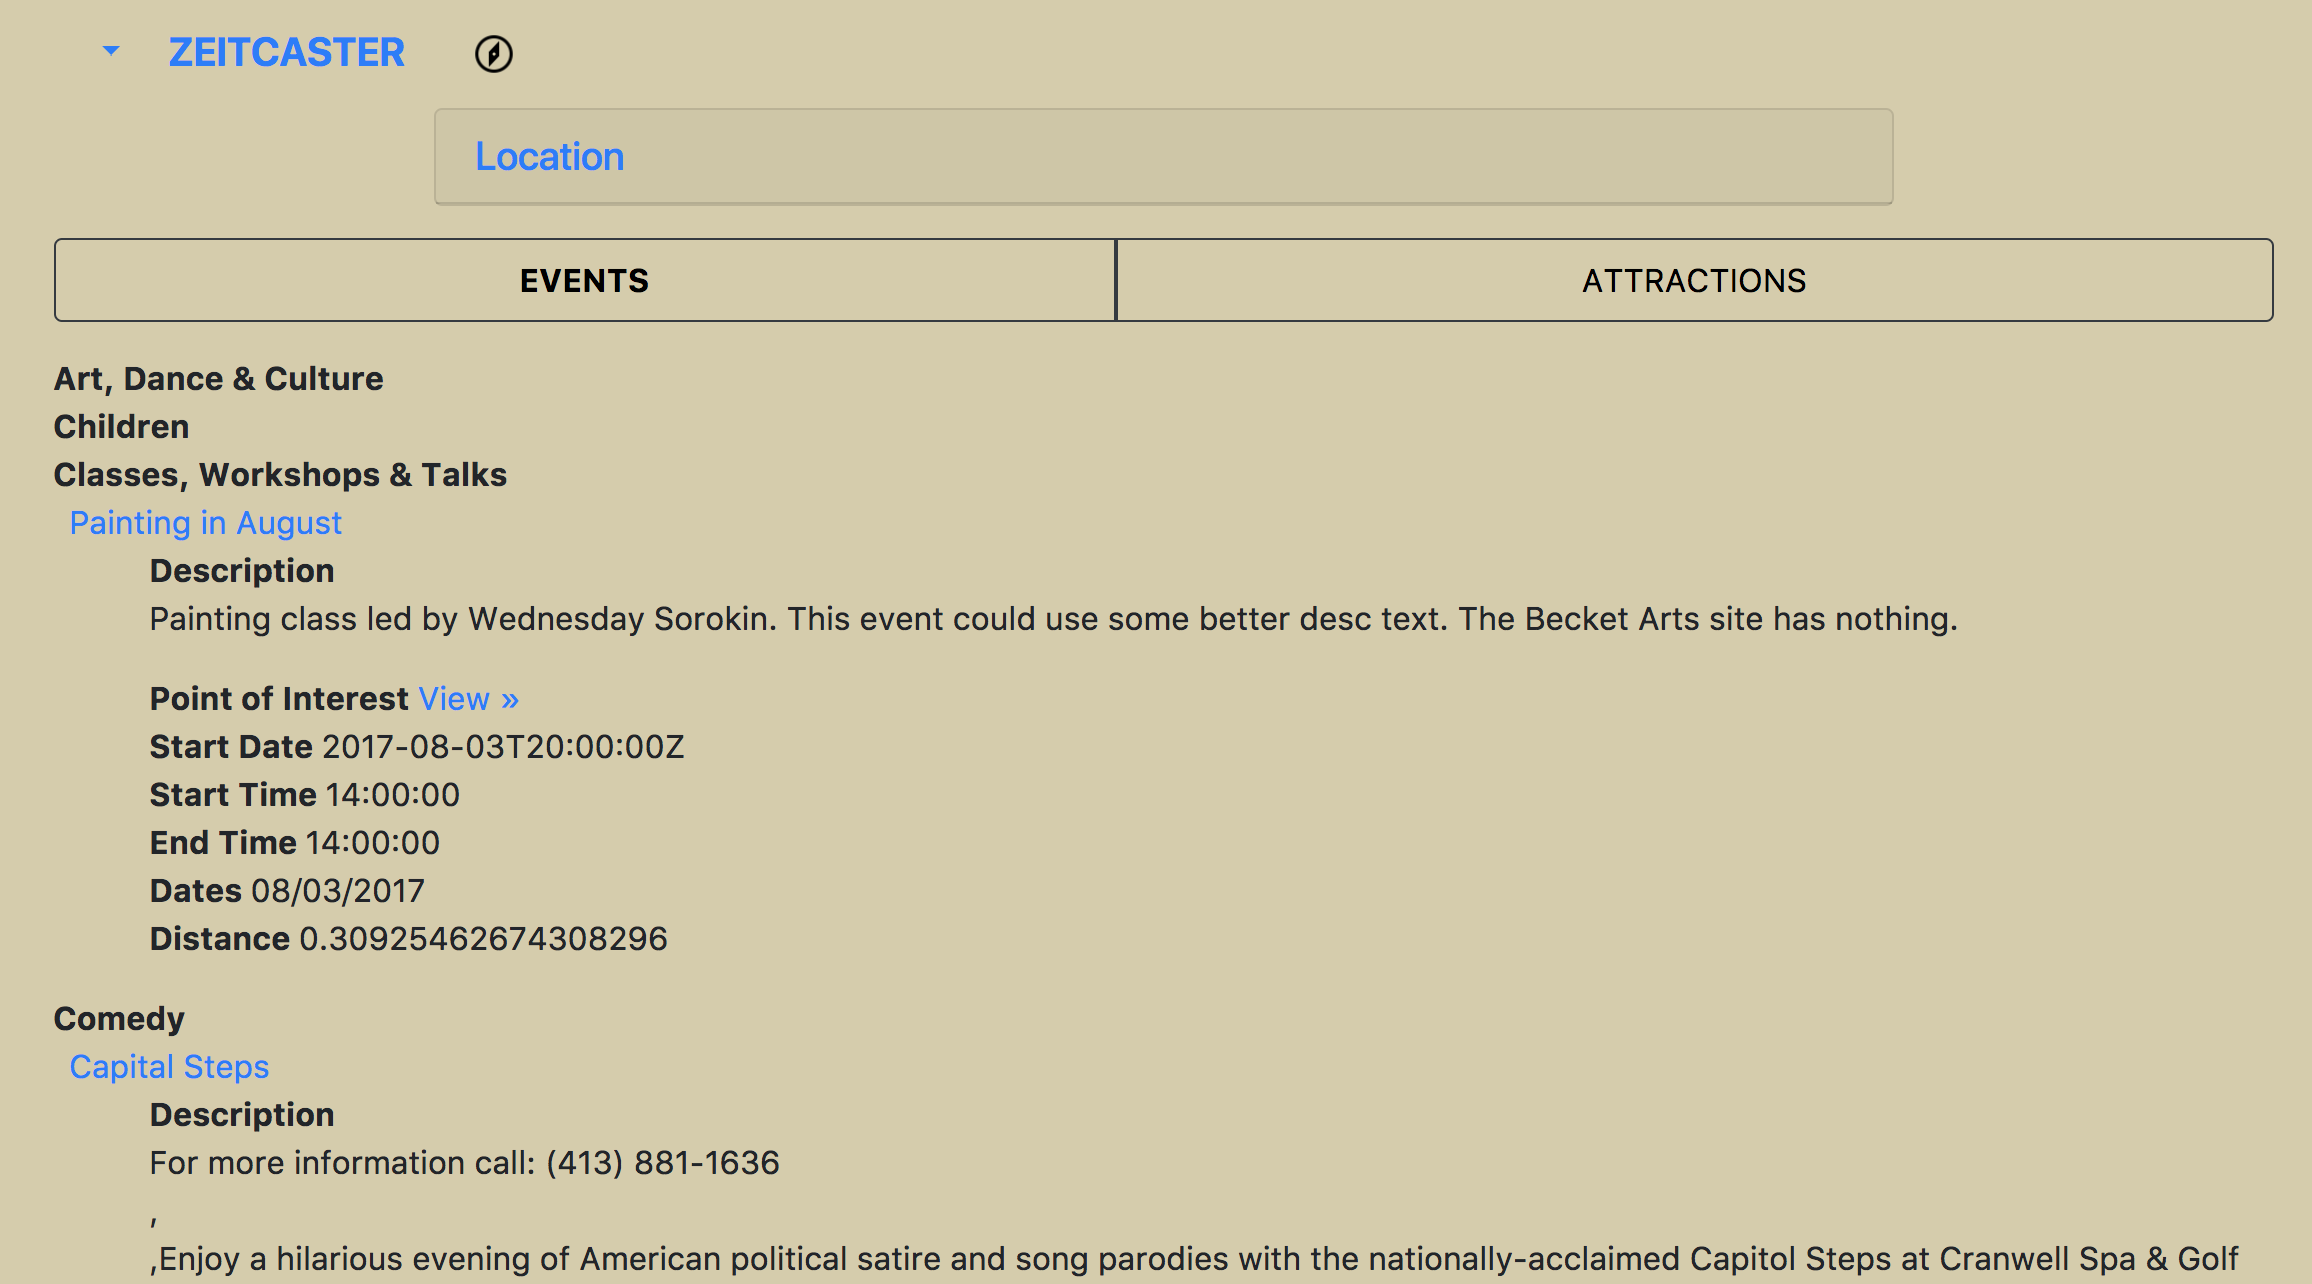 ZEITCASTER
Location
EVENTS
ATTRACTIONS
Art, Dance & Culture
Children
Classes, Workshops & Talks
Painting in August
Description
Painting class led by Wednesday Sorokin. This event could use some better desc text. The Becket Arts site has nothing.
Point of Interest View »
Start Date 2017-08-03T20:00:00Z
Start Time 14:00:00
End Time 14:00:00
Dates 08/03/2017
Distance 0.30925462674308296
Comedy
Capital Steps
Description
For more information call: (413) 881-1636
,
,Enjoy a hilarious evening of American political satire and song parodies with the nationally-acclaimed Capitol Steps at Cranwell Spa & Golf